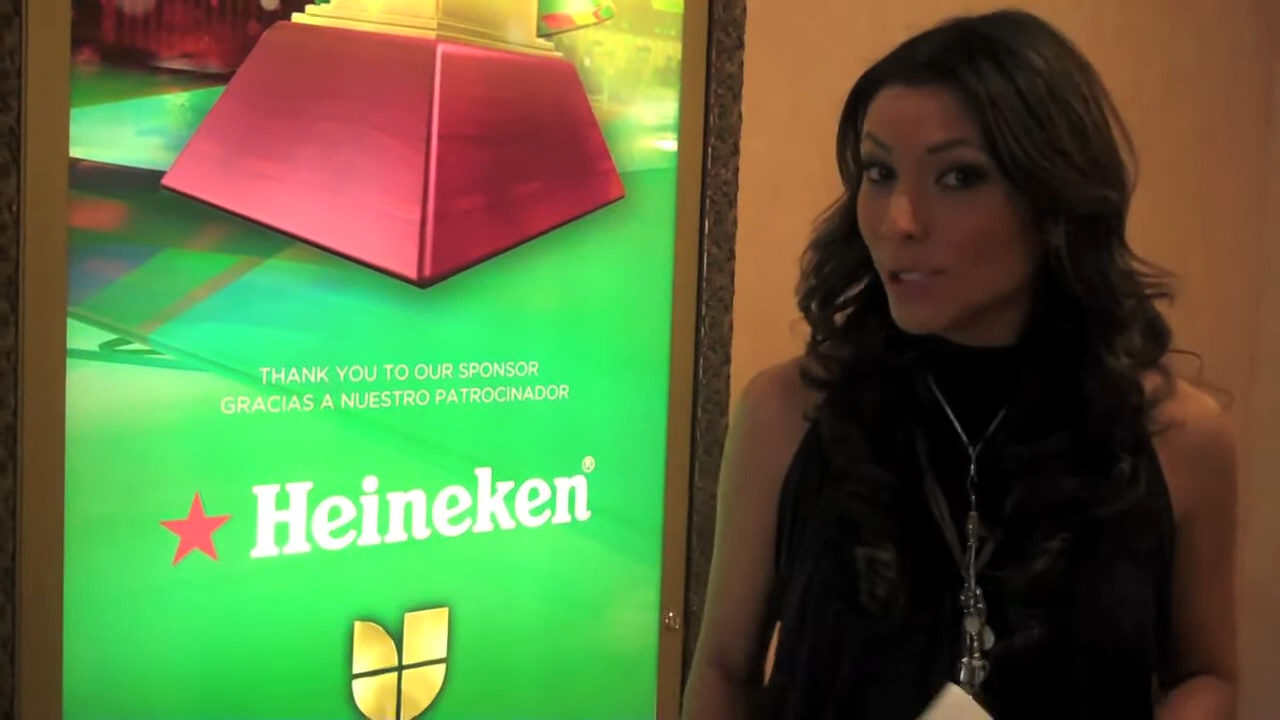 THANK YOU TO OUR SPONSOR
GRACIAS A NUESTRO PATROCINADOR
Heineken®